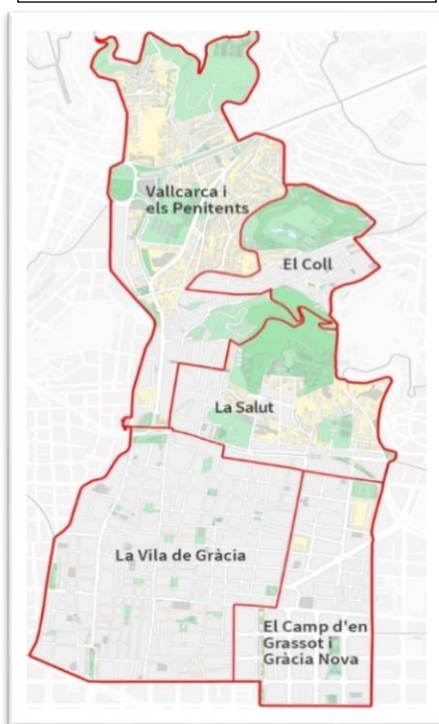 Vallcarca i
els Penitents
El Coll
La Salut
La Vila de Gràcia
El Camp d'en
Grassot i
Gràcia Nova